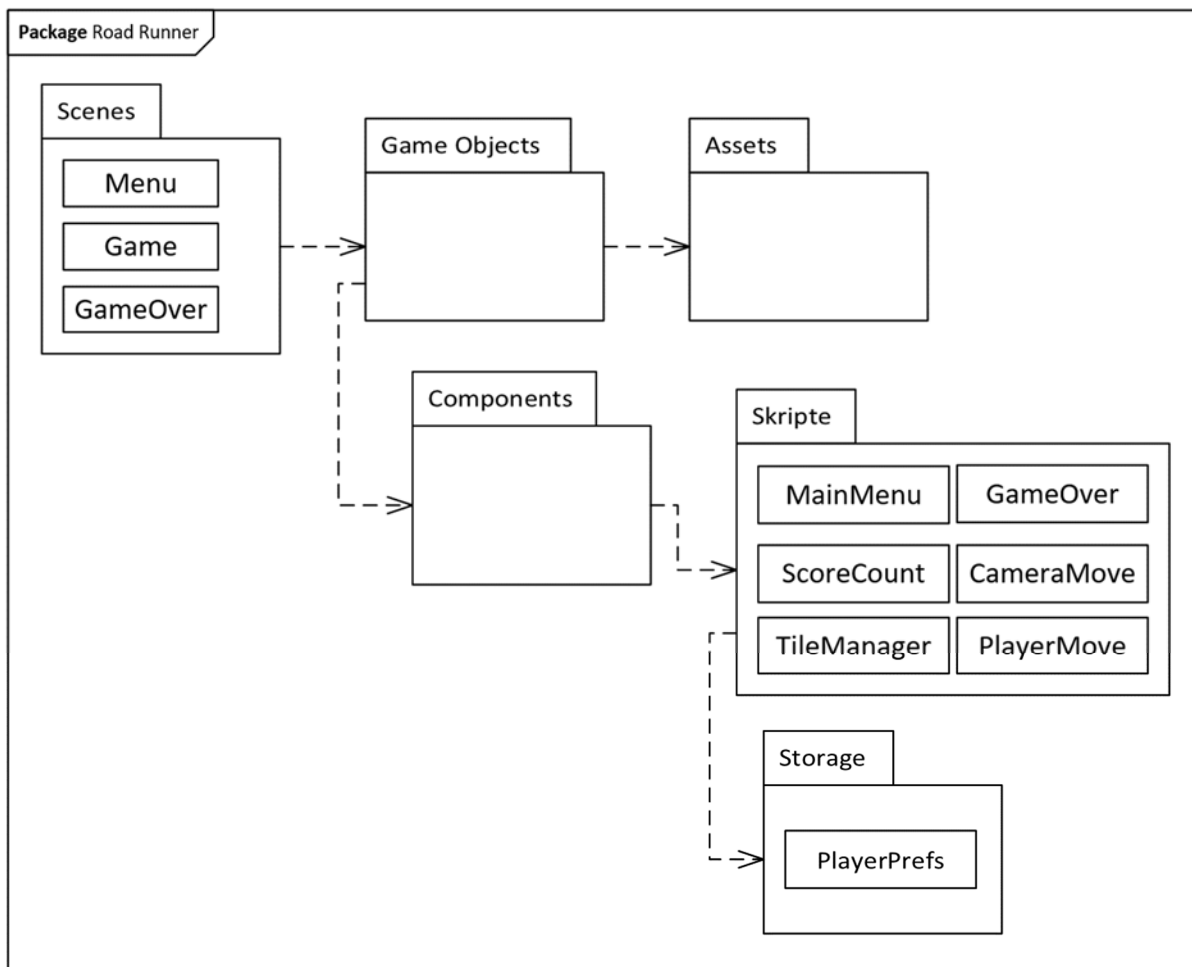 Package Road Runner
Scenes
Menu
Game
GameOver
Game Objects
Assets
Components
Skripte
MainMenu
GameOver
ScoreCount
CameraMove
TileManager
PlayerMove
Storage
PlayerPrefs